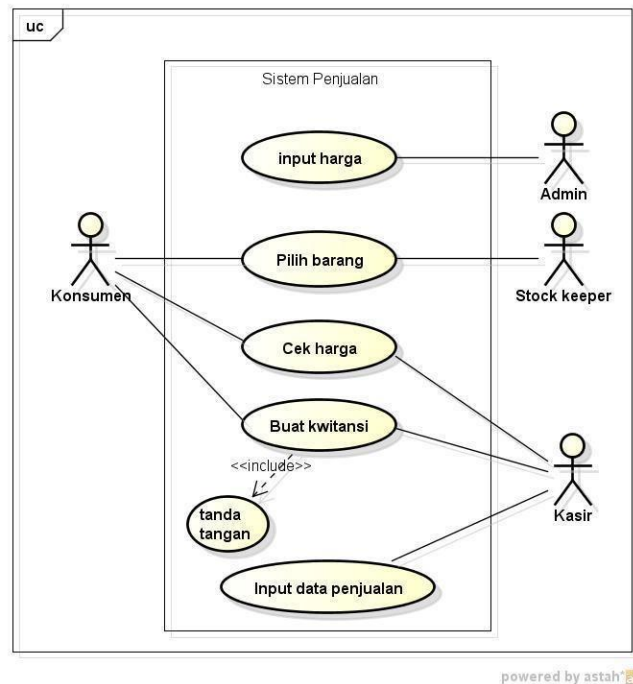 uc
Sistem Penjualan
input harga
Admin
Pilih barang
Konsumen
Stock keeper
Cek harga
Buat kwitansi
<<include>>
Kasir
tanda
tangan
Input data penjualan
powered by astah*